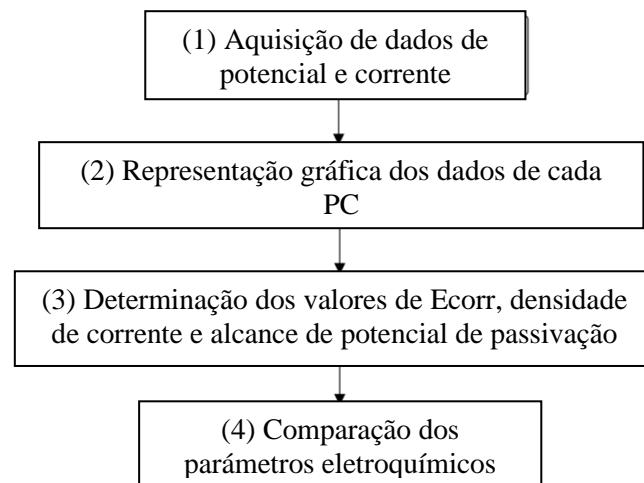 (1) Aquisição de dados de
potencial e corrente
(2) Representação gráfica dos dados de cada
PC
(3) Determinação dos valores de Ecorr, densidade
de corrente e alcance de potencial de passivação
(4) Comparação dos
parámetros eletroquímicos